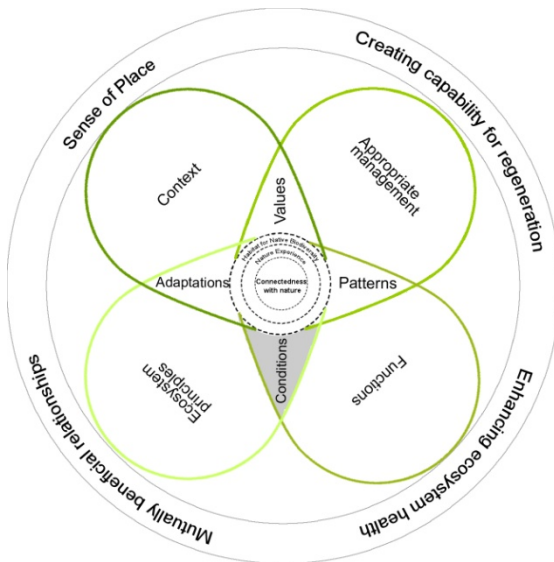 Sense of Place
Creating capability for regeneration
Context
Appropriate
management
Values
Habitat for Native Biodiversity
Nature Experience
Connectedness
with nature
Adaptations
Patterns
Conditions
Ecosystem
principles
Functions
Mutually beneficial relationships
Enhancing ecosystem health